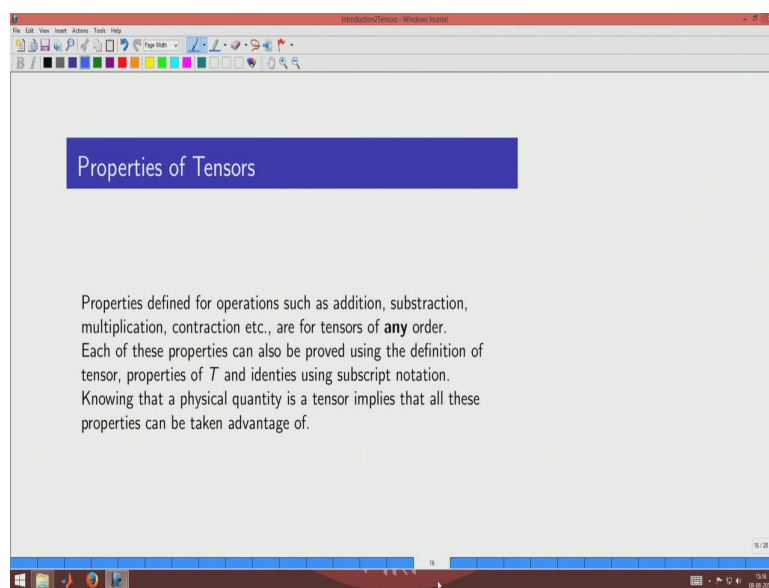 Introduction2Tensors - Windows Journal
File Edit View Insert Actions Tools Help
Page Width
B I
Properties of Tensors
Properties defined for operations such as addition, substraction,
multiplication, contraction etc., are for tensors of any order.
Each of these properties can also be proved using the definition of
tensor, properties of T and identies using subscript notation.
Knowing that a physical quantity is a tensor implies that all these
properties can be taken advantage of.
16 / 28
16
15:16